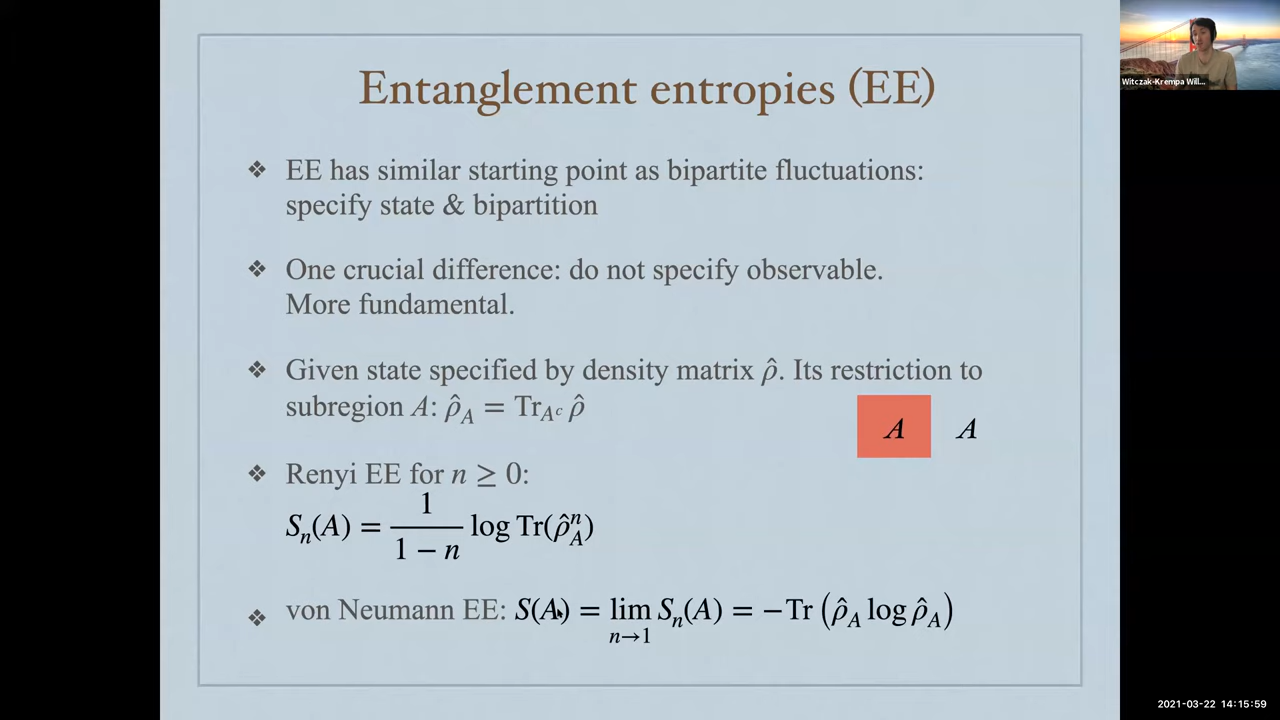 Entanglement entropies (EE)
❖ EE has similar starting point as bipartite fluctuations:
specify state & bipartition
❖ One crucial difference: do not specify observable.
More fundamental.
❖ Given state specified by density matrix ρ̂. Its restriction to
subregion A: ρ̂_A = Tr_{A^c} ρ̂
A A
❖ Renyi EE for n ≥ 0:
S_n(A) = \frac{1}{1 − n} log Tr(ρ̂_A^n)
❖ von Neumann EE: S(A) = lim_{n→1} S_n(A) = −Tr (ρ̂_A log ρ̂_A)
Witczak-Krempa Will...
2021-03-22 14:15:59